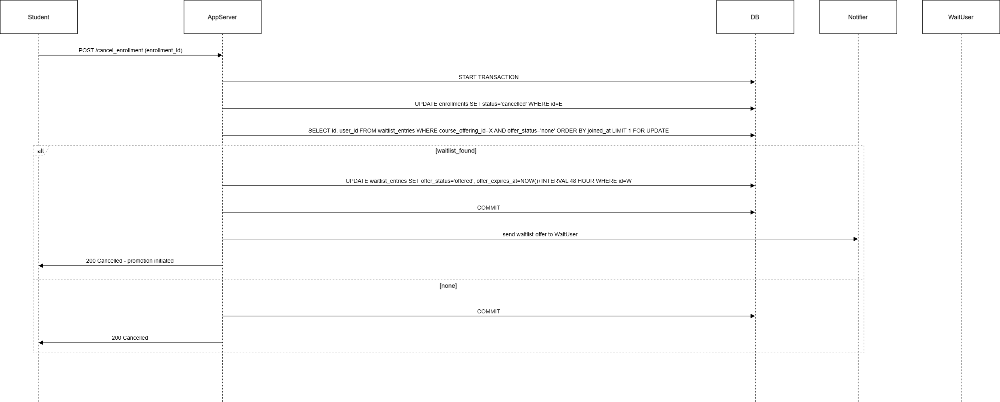 Student
AppServer
DB
Notifier
WaitUser
POST /cancel_enrollment (enrollment_id)
START TRANSACTION
UPDATE enrollments SET status='cancelled' WHERE id=E
SELECT id, user_id FROM waitlist_entries WHERE course_offering_id=X AND offer_status='none' ORDER BY joined_at LIMIT 1 FOR UPDATE
alt
[waitlist_found]
UPDATE waitlist_entries SET offer_status='offered', offer_expires_at=NOW()+INTERVAL 48 HOUR WHERE id=W
COMMIT
send waitlist-offer to WaitUser
200 Cancelled - promotion initiated
[none]
COMMIT
200 Cancelled